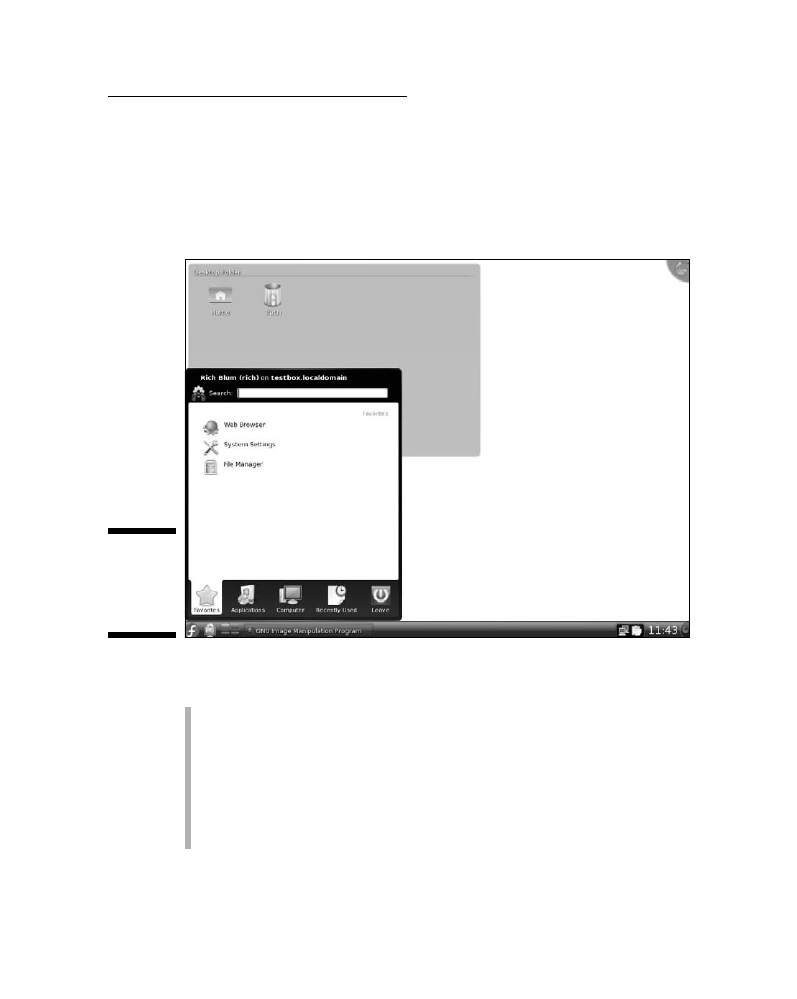 Desktop Folder
Home
Rich Blum (rich) on testbox.localdomain
Search:
Favorites
Web Browser
System Settings
File Manager
Favorites Applications Computer Recently Used Leave
GNU Image Manipulation Program 11:43